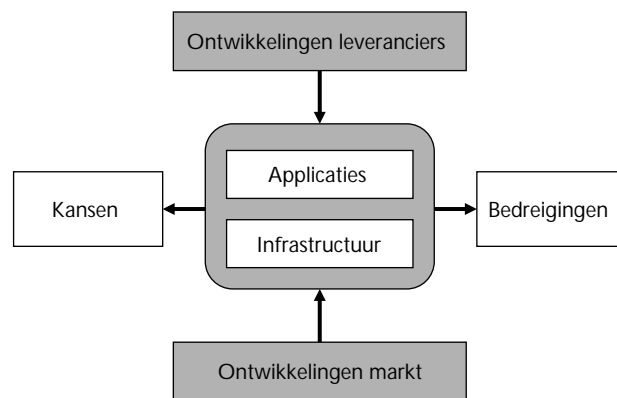 Ontwikkelingen leveranciers
Applicaties
Kansen
Bedreigingen
Infrastructuur
Ontwikkelingen markt